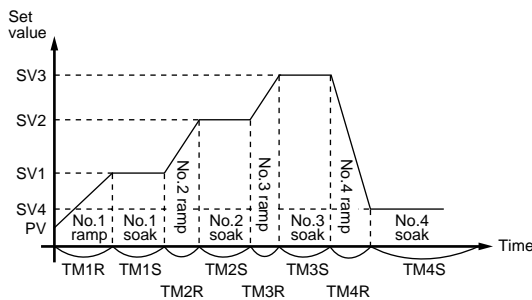 Set
value
SV3
SV2
SV1
SV4
PV
No.1
ramp
No.1
soak
No.2 ramp
No.2
soak
No.3 ramp
No.3
soak
No.4 ramp
No.4
soak
Time
TM1R
TM1S
TM2R
TM2S
TM3R
TM3S
TM4R
TM4S